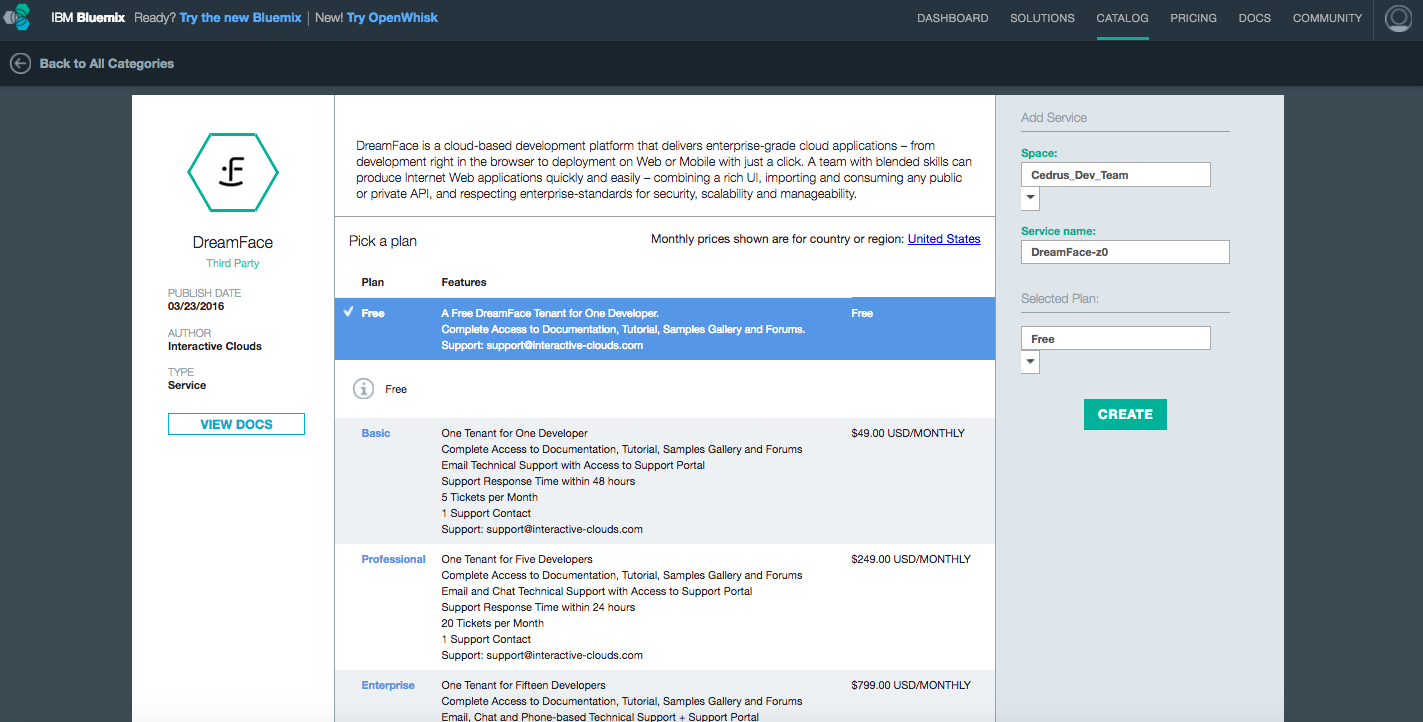 IBM Bluemix Ready? Try the new Bluemix | New! Try OpenWhisk
DASHBOARD SOLUTIONS CATALOG PRICING DOCS COMMUNITY
Back to All Categories
DreamFace
Third Party
PUBLISH DATE
03/23/2016
AUTHOR
Interactive Clouds
TYPE
Service
VIEW DOCS
DreamFace is a cloud-based development platform that delivers enterprise-grade cloud applications – from
development right in the browser to deployment on Web or Mobile with just a click. A team with blended skills can
produce Internet Web applications quickly and easily – combining a rich UI, importing and consuming any public
or private API, and respecting enterprise-standards for security, scalability and manageability.
Pick a plan
Monthly prices shown are for country or region: United States
Plan Features
Free A Free DreamFace Tenant for One Developer. Free
Complete Access to Documentation, Tutorial, Samples Gallery and Forums.
Support: support@interactive-clouds.com
Free
Basic One Tenant for One Developer $49.00 USD/MONTHLY
Complete Access to Documentation, Tutorial, Samples Gallery and Forums
Email Technical Support with Access to Support Portal
Support Response Time within 48 hours
5 Tickets per Month
1 Support Contact
Support: support@interactive-clouds.com
Professional One Tenant for Five Developers $249.00 USD/MONTHLY
Complete Access to Documentation, Tutorial, Samples Gallery and Forums
Email and Chat Technical Support with Access to Support Portal
Support Response Time within 24 hours
20 Tickets per Month
1 Support Contact
Support: support@interactive-clouds.com
Enterprise One Tenant for Fifteen Developers $799.00 USD/MONTHLY
Complete Access to Documentation, Tutorial, Samples Gallery and Forums
Email, Chat and Phone-based Technical Support + Support Portal
Add Service
Space:
Cedrus_Dev_Team
Service name:
DreamFace-z0
Selected Plan:
Free
CREATE